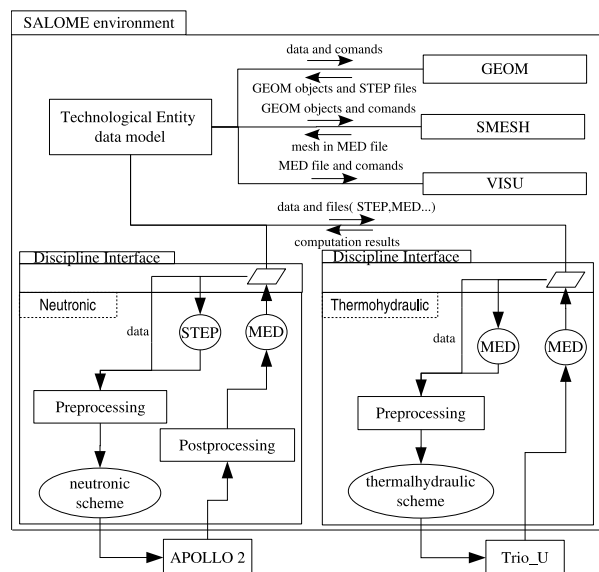 SALOME environment
data and comands
GEOM
GEOM objects and STEP files
Technological Entity
data model
GEOM objects and comands
SMESH
mesh in MED file
MED file and comands
VISU
data and files( STEP,MED...)
computation results
Discipline Interface
Neutronic
data
STEP
MED
Preprocessing
Postprocessing
neutronic
scheme
APOLLO 2
Discipline Interface
Thermohydraulic
data
MED
MED
Preprocessing
thermalhydraulic
scheme
Trio_U